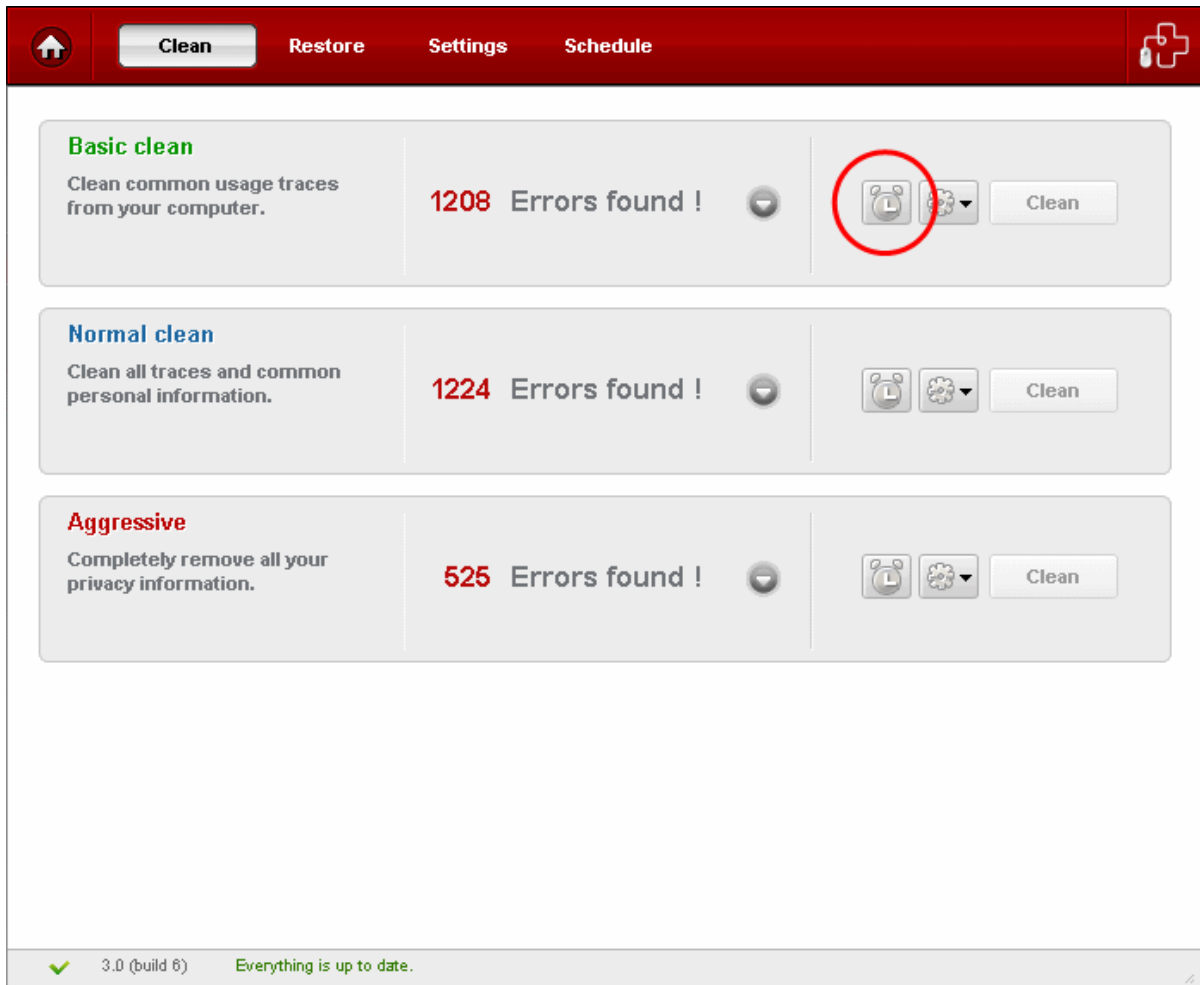 Clean Restore Settings Schedule
Basic clean
Clean common usage traces
from your computer.
1208 Errors found !
Clean
Normal clean
Clean all traces and common
personal information.
1224 Errors found !
Clean
Aggressive
Completely remove all your
privacy information.
525 Errors found !
Clean
3.0 (build 6) Everything is up to date.